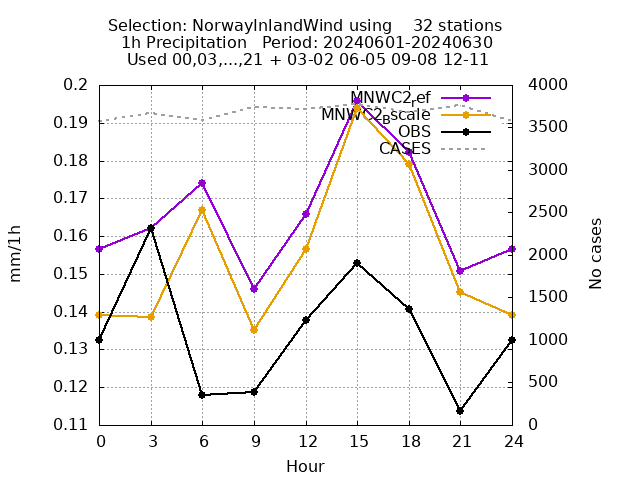 Selection: NorwayInlandWind using    32 stations
1h Precipitation   Period: 20240601-20240630
Used 00,03,...,21 + 03-02 06-05 09-08 12-11
MNWC2_ref
MNWC2_Bscale
OBS
CASES
0.2
0.19
0.18
0.17
0.16
0.15
0.14
0.13
0.12
0.11
4000
3500
3000
2500
2000
1500
1000
500
0
mm/1h
No cases
0 3 6 9 12 15 18 21 24
Hour